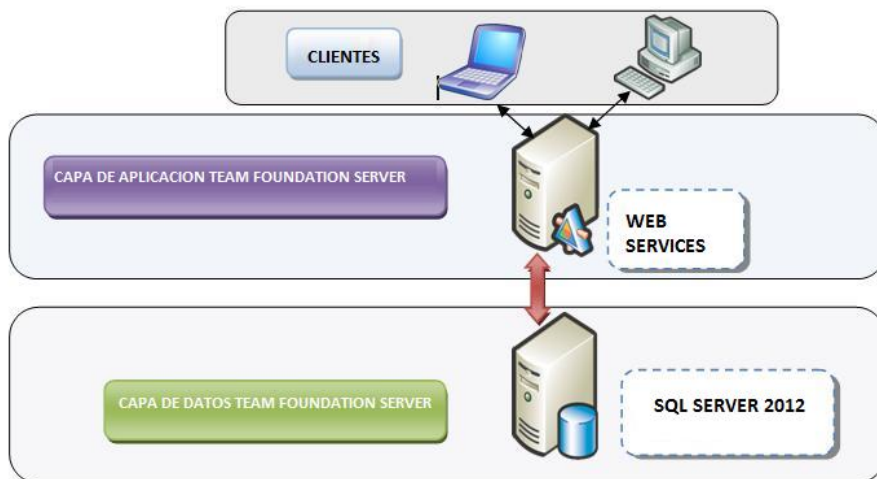 CLIENTES
CAPA DE APLICACION TEAM FOUNDATION SERVER
WEB
SERVICES
CAPA DE DATOS TEAM FOUNDATION SERVER
SQL SERVER 2012